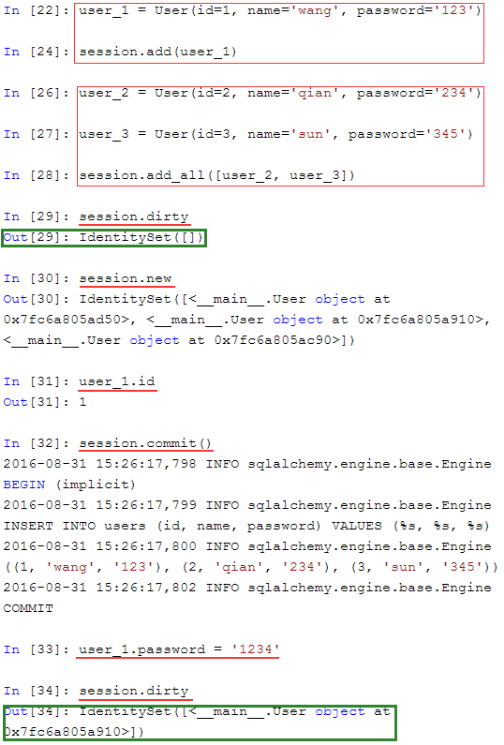 In [22]: user_1 = User(id=1, name='wang', password='123')
In [24]: session.add(user_1)
In [26]: user_2 = User(id=2, name='qian', password='234')
In [27]: user_3 = User(id=3, name='sun', password='345')
In [28]: session.add_all([user_2, user_3])
In [29]: session.dirty
Out[29]: IdentitySet([])
In [30]: session.new
Out[30]: IdentitySet([<__main__.User object at
0x7fc6a805ad50>, <__main__.User object at 0x7fc6a805a910>,
<__main__.User object at 0x7fc6a805ac90>])
In [31]: user_1.id
Out[31]: 1
In [32]: session.commit()
2016-08-31 15:26:17,798 INFO sqlalchemy.engine.base.Engine
BEGIN (implicit)
2016-08-31 15:26:17,799 INFO sqlalchemy.engine.base.Engine
INSERT INTO users (id, name, password) VALUES (%s, %s, %s)
2016-08-31 15:26:17,800 INFO sqlalchemy.engine.base.Engine
((1, 'wang', '123'), (2, 'qian', '234'), (3, 'sun', '345'))
2016-08-31 15:26:17,802 INFO sqlalchemy.engine.base.Engine
COMMIT
In [33]: user_1.password = '1234'
In [34]: session.dirty
Out[34]: IdentitySet([<__main__.User object at
0x7fc6a805a910>])